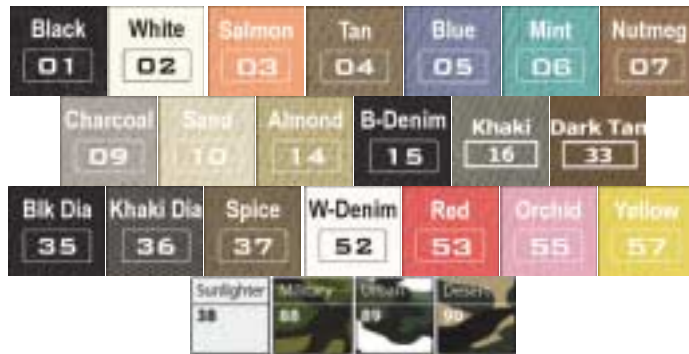 Black White Salmon Tan Blue Mint Nutmeg
01 02 03 04 05 06 07
Charcoal Sand Almond B-Denim Khaki Dark Tan
09 10 14 15 16 33
Blk Dia Khaki Dia Spice W-Denim Red Orchid Yellow
35 36 37 52 53 55 57
Sunlighter Military Urban Desert
38 88 89 90